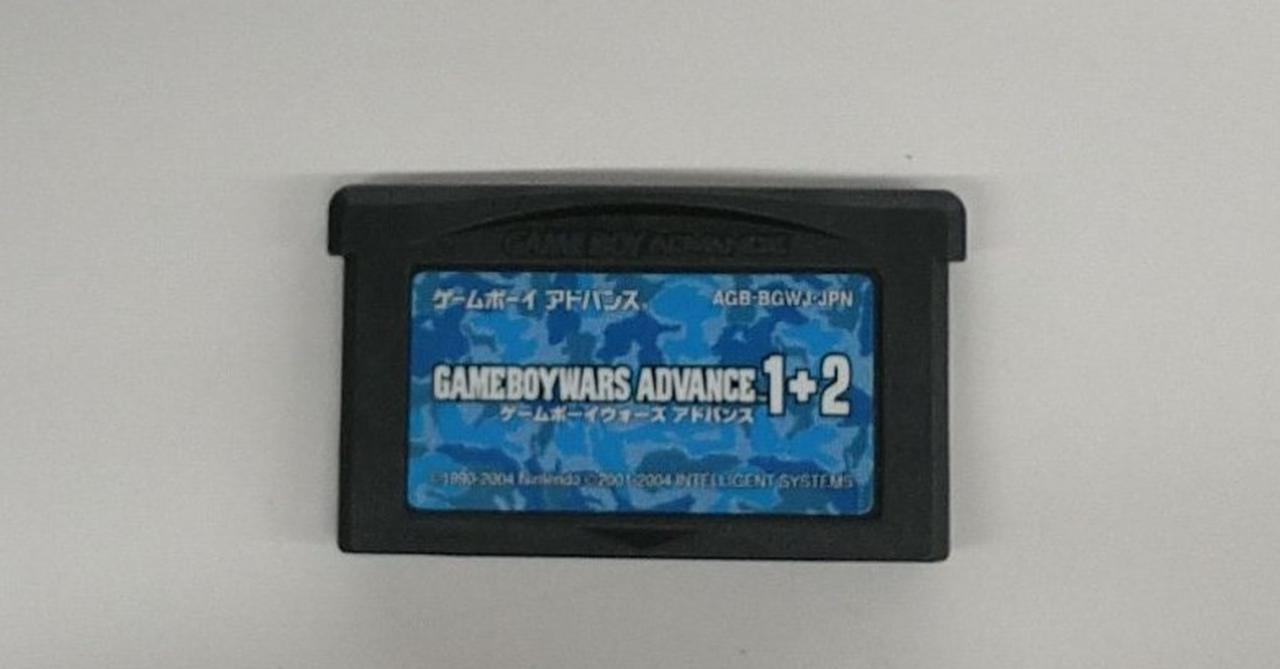 GAME BOY ADVANCE
ゲームボーイ アドバンス® AGB-BGWJ-JPN
GAMEBOYWARS ADVANCE™1+2
ゲームボーイウォーズ アドバンス
©1990-2004 Nintendo ©2001-2004 INTELLIGENT SYSTEMS